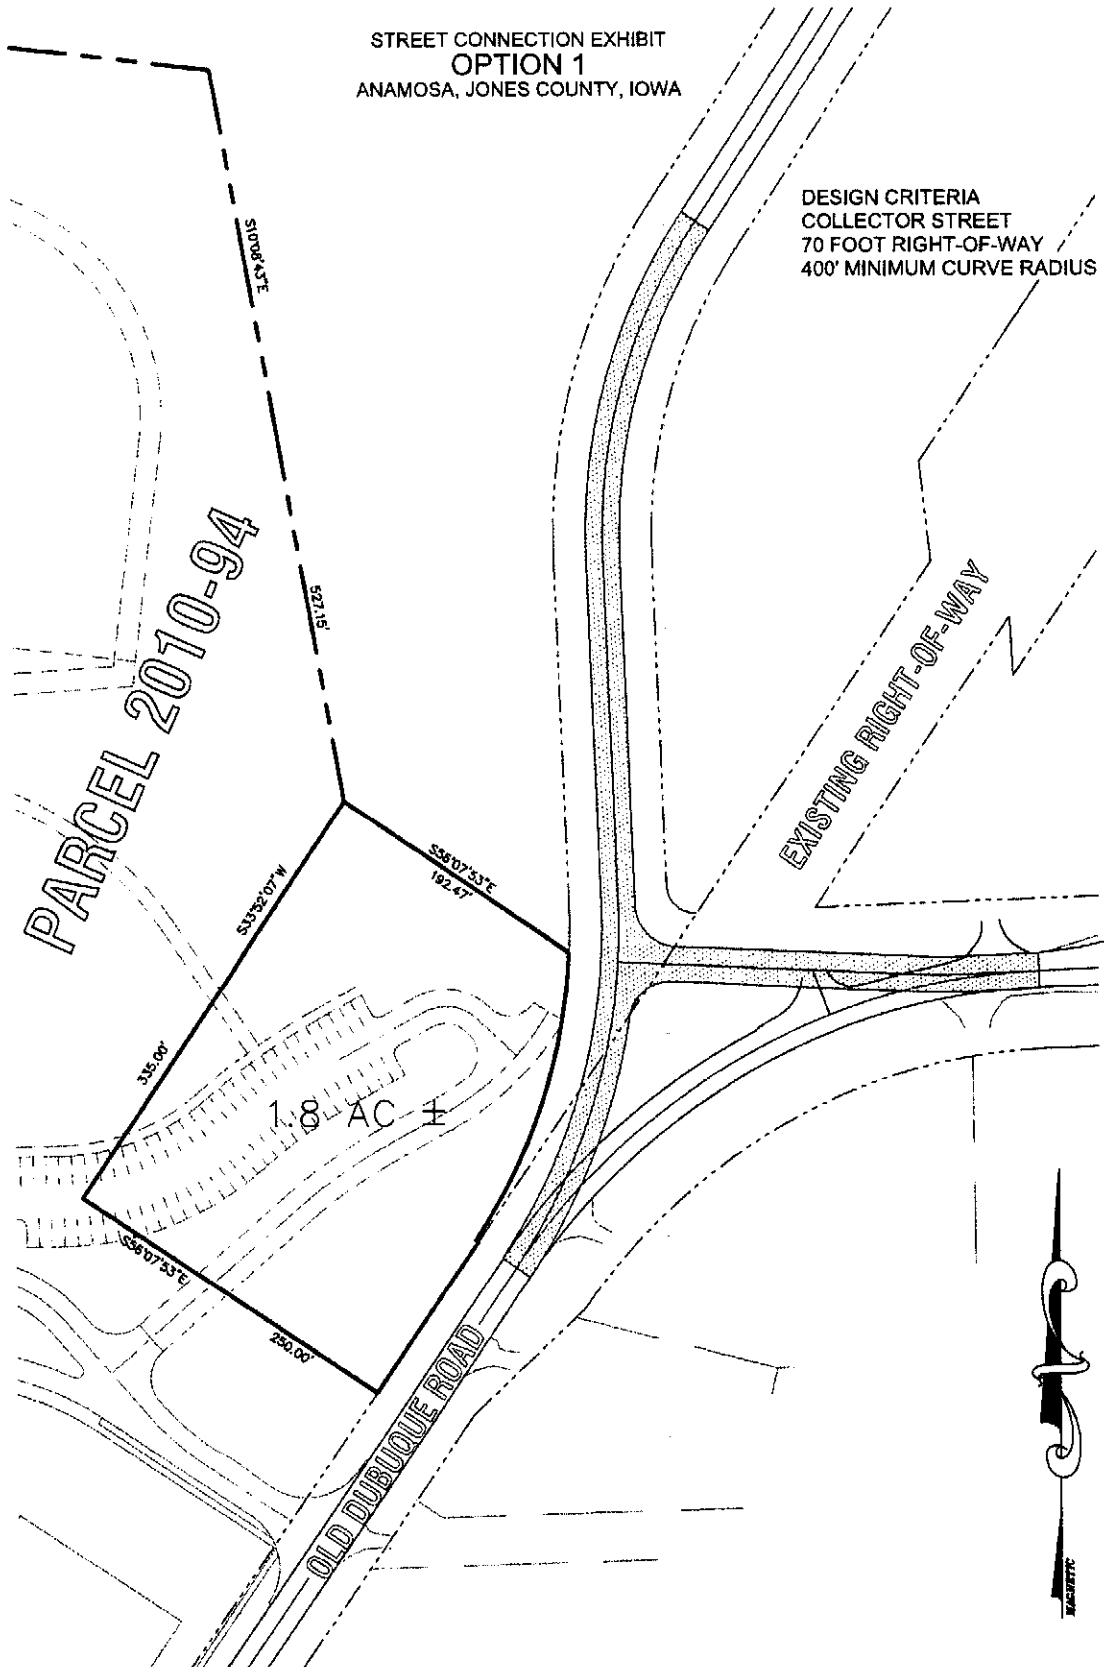 STREET CONNECTION EXHIBIT
OPTION 1
ANAMOSA, JONES COUNTY, IOWA
DESIGN CRITERIA
COLLECTOR STREET
70 FOOT RIGHT-OF-WAY
400' MINIMUM CURVE RADIUS
S10°08'43"E
527.15'
PARCEL 2010-94
EXISTING RIGHT-OF-WAY
S56°07'53"E
192.47'
S33°52'07"W
335.00'
1.8 AC ±
S56°07'53"E
250.00'
OLD DUBUQUE ROAD
MAGNETIC